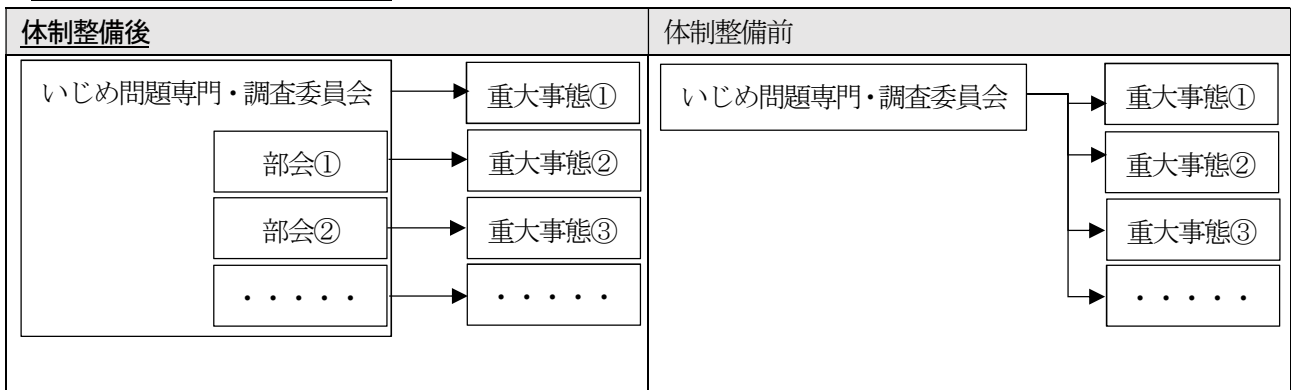 体制整備後
体制整備前
いじめ問題専門・調査委員会
重大事態①
部会①
重大事態②
部会②
重大事態③
・・・・・
・・・・・
いじめ問題専門・調査委員会
重大事態①
重大事態②
重大事態③
・・・・・